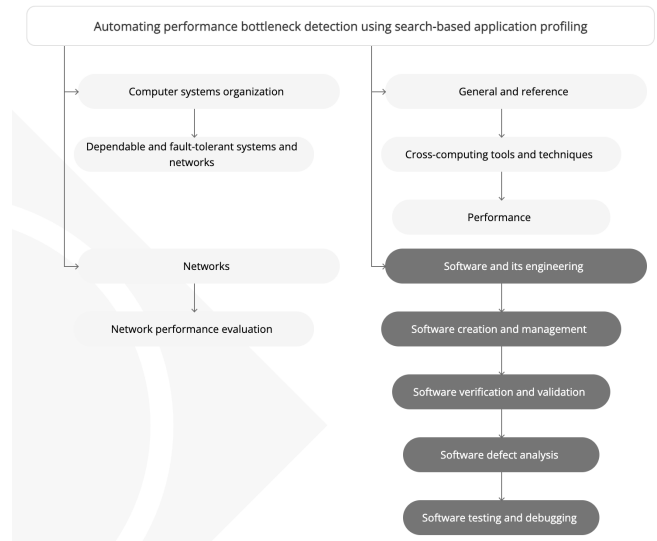 Automating performance bottleneck detection using search-based application profiling
Computer systems organization
Dependable and fault-tolerant systems and
networks
Networks
Network performance evaluation
General and reference
Cross-computing tools and techniques
Performance
Software and its engineering
Software creation and management
Software verification and validation
Software defect analysis
Software testing and debugging